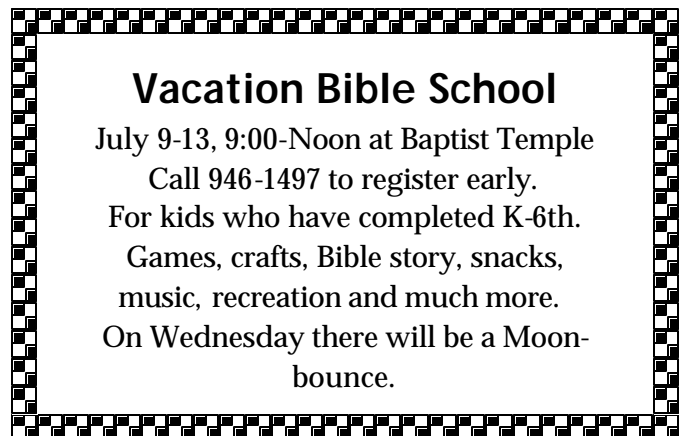 Vacation Bible School
July 9-13, 9:00-Noon at Baptist Temple
Call 946-1497 to register early.
For kids who have completed K-6th.
Games, crafts, Bible story, snacks,
music, recreation and much more.
On Wednesday there will be a Moon-
bounce.